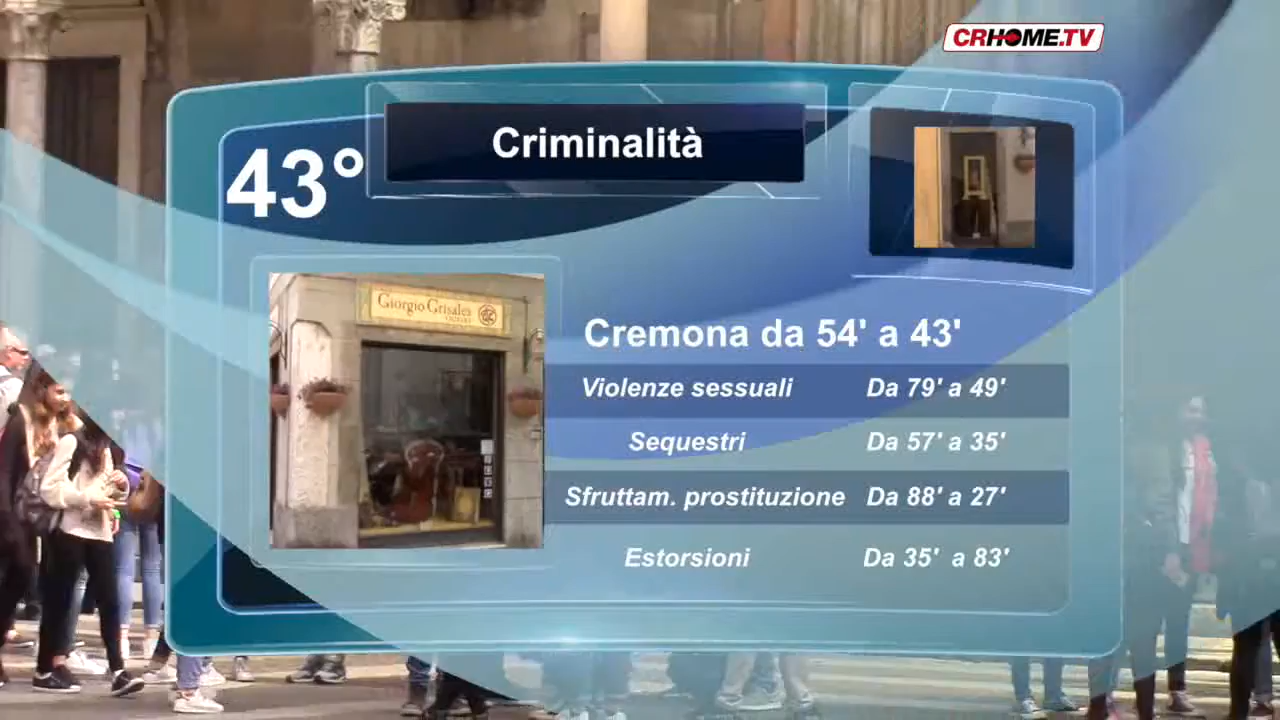 CRHOME.TV
Criminalità
43°
Giorgio Grisales
Cremona da 54' a 43'
Violenze sessuali Da 79' a 49'
Sequestri Da 57' a 35'
Sfruttam. prostituzione Da 88' a 27'
Estorsioni Da 35' a 83'